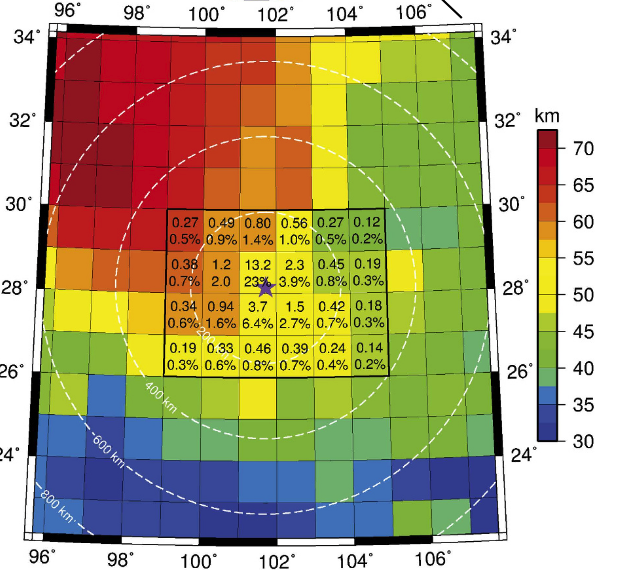 96° 98° 100° 102° 104° 106°
34° 34°
km
32° 32°
70
65
30° 30°
60
0.27 0.49 0.80 0.56 0.27 0.12
0.5% 0.9% 1.4% 1.0% 0.5% 0.2%
55
0.38 1.2 13.2 2.3 0.45 0.19
0.7% 2.0 23% 3.9% 0.8% 0.3%
28° 28°
50
0.34 0.94 3.7 1.5 0.42 0.18
0.6% 1.6% 6.4% 2.7% 0.7% 0.3%
200
45
0.19 0.33 0.46 0.39 0.24 0.14
0.3% 0.6% 0.8% 0.7% 0.4% 0.2%
26° 26°
40
400 km
35
600 km
24° 24°
30
800 km
96° 98° 100° 102° 104° 106°